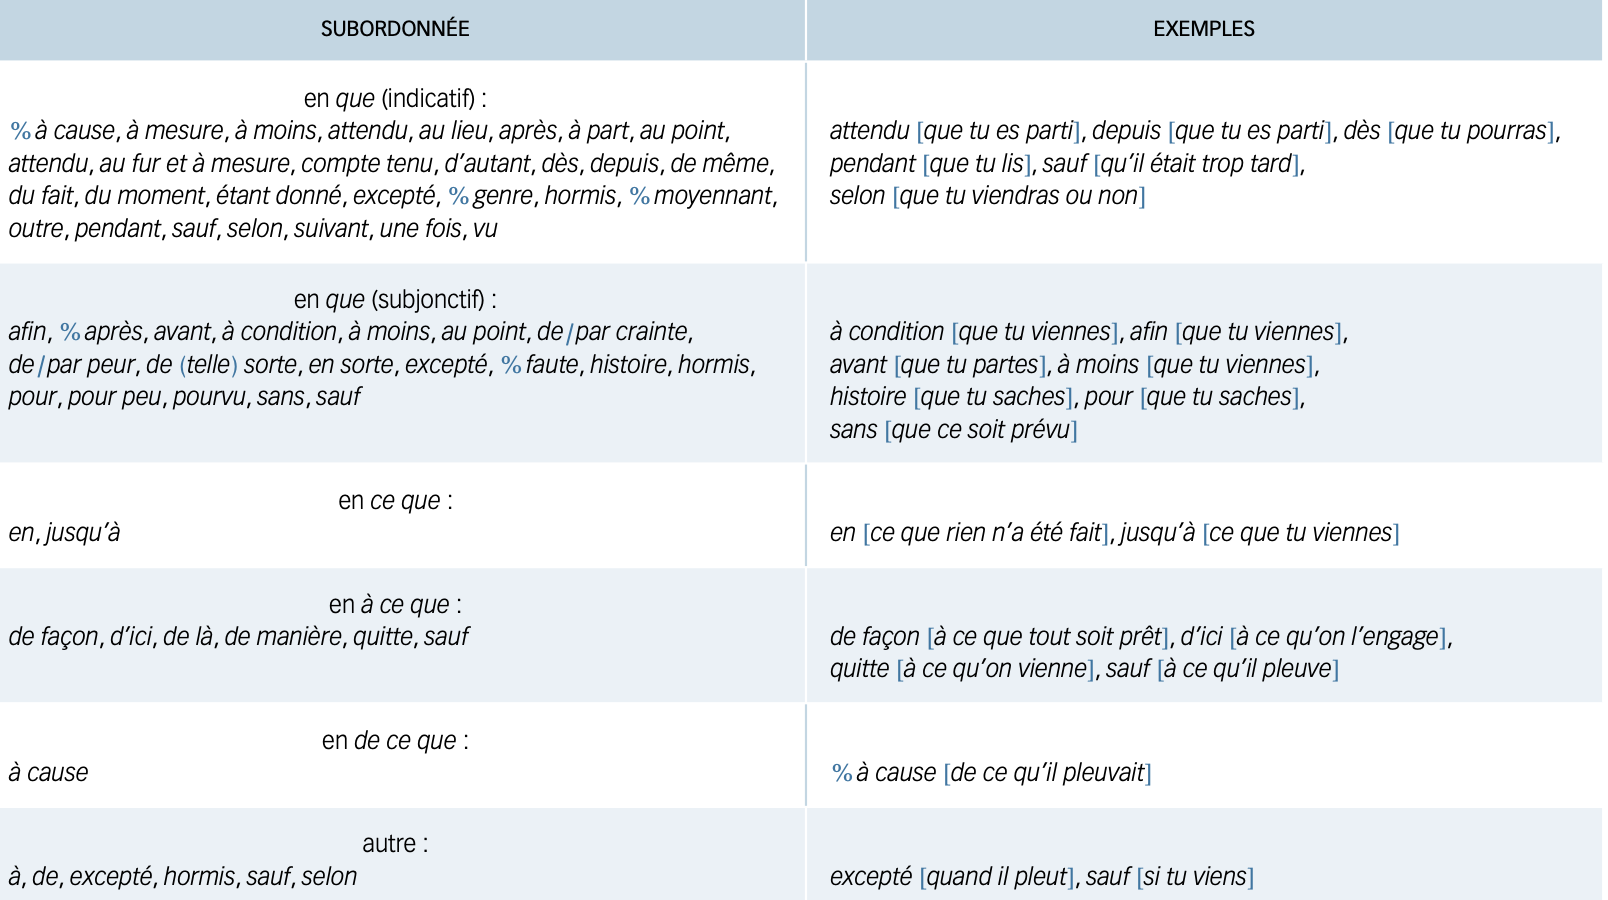 SUBORDONNÉE
EXEMPLES
en que (indicatif) :
% à cause, à mesure, à moins, attendu, au lieu, après, à part, au point,
attendu, au fur et à mesure, compte tenu, d’autant, dès, depuis, de même,
du fait, du moment, étant donné, excepté, % genre, hormis, % moyennant,
outre, pendant, sauf, selon, suivant, une fois, vu
attendu [que tu es parti], depuis [que tu es parti], dès [que tu pourras],
pendant [que tu lis], sauf [qu’il était trop tard],
selon [que tu viendras ou non]
en que (subjonctif) :
afin, % après, avant, à condition, à moins, au point, de/par crainte,
de/par peur, de (telle) sorte, en sorte, excepté, % faute, histoire, hormis,
pour, pour peu, pourvu, sans, sauf
à condition [que tu viennes], afin [que tu viennes],
avant [que tu partes], à moins [que tu viennes],
histoire [que tu saches], pour [que tu saches],
sans [que ce soit prévu]
en ce que :
en, jusqu’à
en [ce que rien n’a été fait], jusqu’à [ce que tu viennes]
en à ce que :
de façon, d’ici, de là, de manière, quitte, sauf
de façon [à ce que tout soit prêt], d’ici [à ce qu’on l’engage],
quitte [à ce qu’on vienne], sauf [à ce qu’il pleuve]
en de ce que :
à cause
% à cause [de ce qu’il pleuvait]
autre :
à, de, excepté, hormis, sauf, selon
excepté [quand il pleut], sauf [si tu viens]